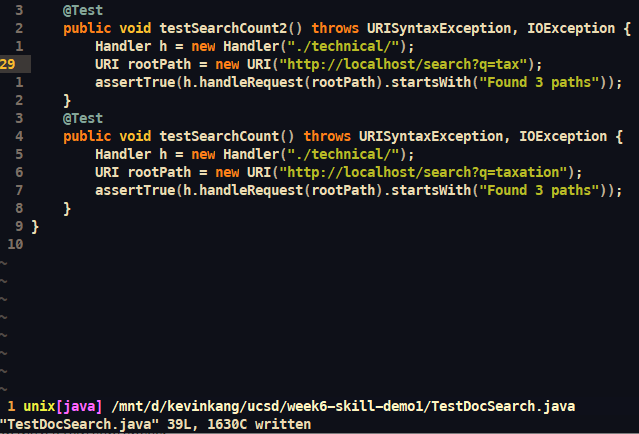 3     @Test
2     public void testSearchCount2() throws URISyntaxException, IOException {
1         Handler h = new Handler("./technical/");
29        URI rootPath = new URI("http://localhost/search?q=tax");
1         assertTrue(h.handleRequest(rootPath).startsWith("Found 3 paths"));
2     }
3     @Test
4     public void testSearchCount() throws URISyntaxException, IOException {
5         Handler h = new Handler("./technical/");
6         URI rootPath = new URI("http://localhost/search?q=taxation");
7         assertTrue(h.handleRequest(rootPath).startsWith("Found 3 paths"));
8     }
9 }
10
~
~
~
~
~
~
~
~
1 unix[java] /mnt/d/kevinkang/ucsd/week6-skill-demo1/TestDocSearch.java
"TestDocSearch.java" 39L, 1630C written